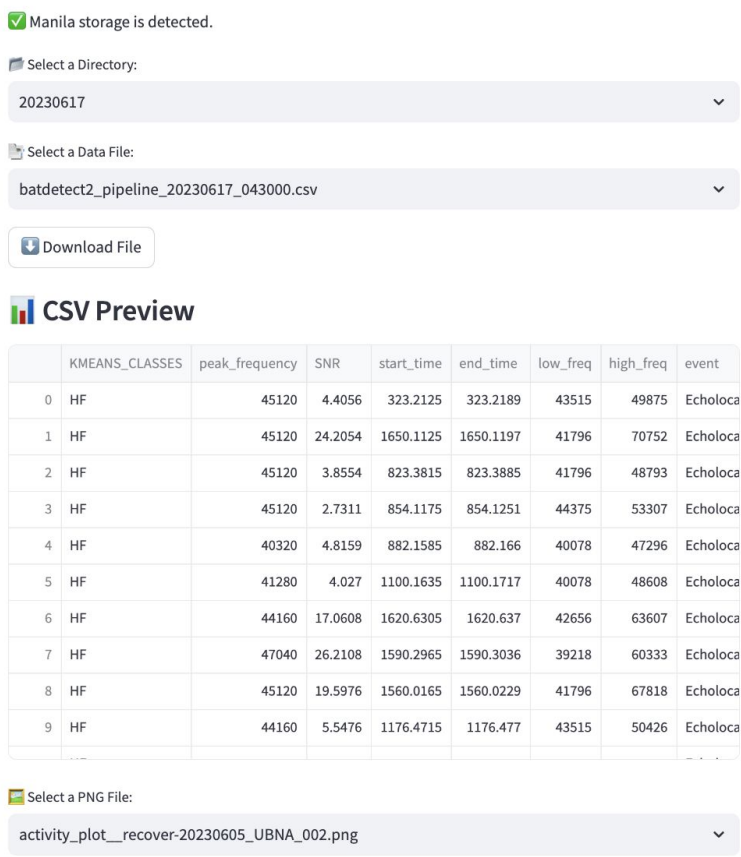 Manila storage is detected.
Select a Directory:
20230617
Select a Data File:
batdetect2_pipeline_20230617_043000.csv
Download File
CSV Preview
KMEANS_CLASSES peak_frequency SNR start_time end_time low_freq high_freq event
0 HF 45120 4.4056 323.2125 323.2189 43515 49875 Echoloca
1 HF 45120 24.2054 1650.1125 1650.1197 41796 70752 Echoloca
2 HF 45120 3.8554 823.3815 823.3885 41796 48793 Echoloca
3 HF 45120 2.7311 854.1175 854.1251 44375 53307 Echoloca
4 HF 40320 4.8159 882.1585 882.166 40078 47296 Echoloca
5 HF 41280 4.027 1100.1635 1100.1717 40078 48608 Echoloca
6 HF 44160 17.0608 1620.6305 1620.637 42656 63607 Echoloca
7 HF 47040 26.2108 1590.2965 1590.3036 39218 60333 Echoloca
8 HF 45120 19.5976 1560.0165 1560.0229 41796 67818 Echoloca
9 HF 44160 5.5476 1176.4715 1176.477 43515 50426 Echoloca
Select a PNG File:
activity_plot__recover-20230605_UBNA_002.png